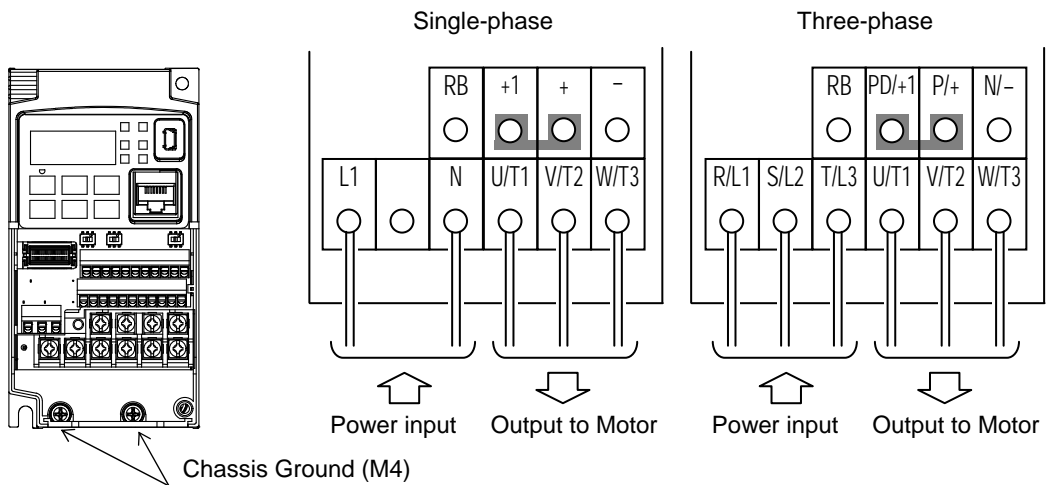 Single-phase
Three-phase
RB +1 + −
L1 N U/T1 V/T2 W/T3
RB PD/+1 P/+ N/−
R/L1 S/L2 T/L3 U/T1 V/T2 W/T3
Power input
Output to Motor
Power input
Output to Motor
Chassis Ground (M4)